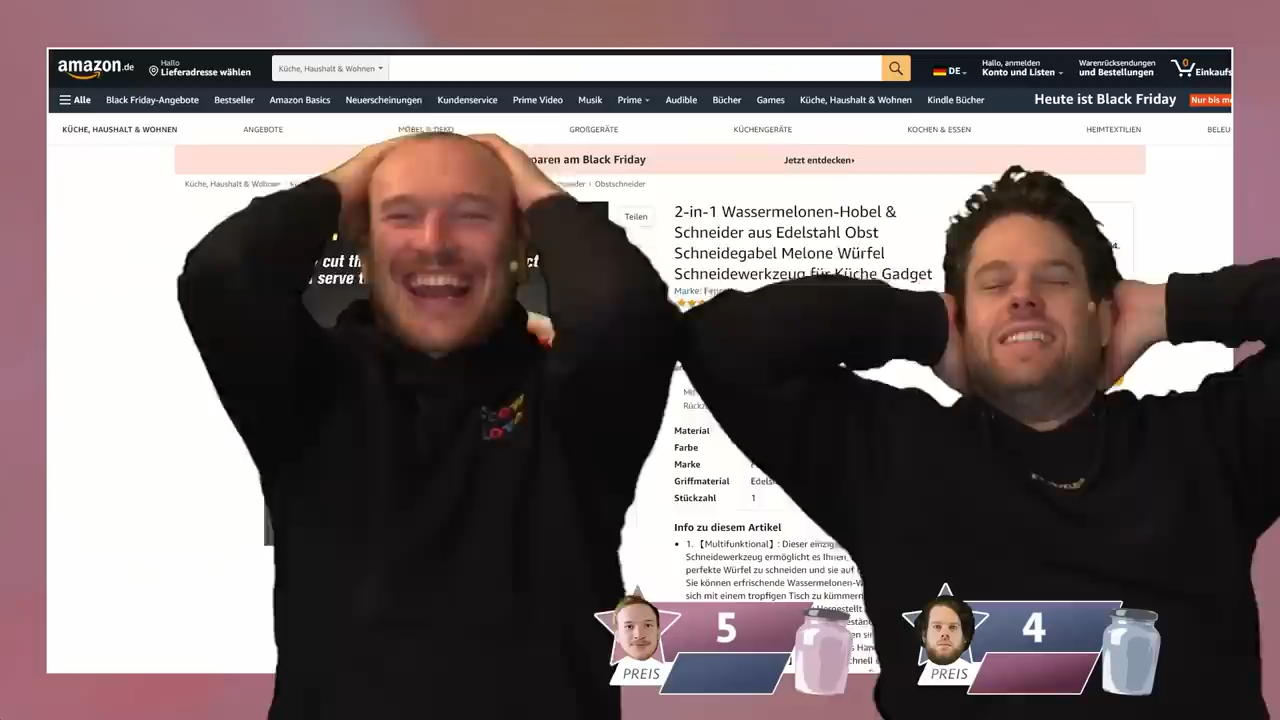 amazon.de
Hallo
Lieferadresse wählen
Küche, Haushalt & Wohnen
DE
Hallo, anmelden
Konto und Listen
Warenrücksendungen
und Bestellungen
0
Einkaufs
Alle
Black Friday-Angebote
Bestseller
Amazon Basics
Neuerscheinungen
Kundenservice
Prime Video
Musik
Prime
Audible
Bücher
Games
Küche, Haushalt & Wohnen
Kindle Bücher
Heute ist Black Friday
Nur bis
KÜCHE, HAUSHALT & WOHNEN
ANGEBOTE
MÖBEL & DEKO
GROẞGERÄTE
KÜCHENGERÄTE
KOCHEN & ESSEN
HEIMTEXTILIEN
BELEU
paren am Black Friday
Jetzt entdecken›
Küche, Haushalt &
Obstschneider
Teilen
cut th
serve t
ct
2-in-1 Wassermelonen-Hobel &
Schneider aus Edelstahl Obst
Schneidegabel Melone Würfel
Schneidewerkzeug für Küche Gadget
Marke:
Material
Farbe
Marke
Griffmaterial
Edels
Stückzahl
1
Info zu diesem Artikel
1. 【Multifunktional】: Dieser einzig
Schneidewerkzeug ermöglicht es Ihnen,
perfekte Würfel zu schneiden und sie auf
Sie können erfrischende Wassermelonen-W
sich mit einem tropfigen Tisch zu kümmern
5
PREIS
4
PREIS